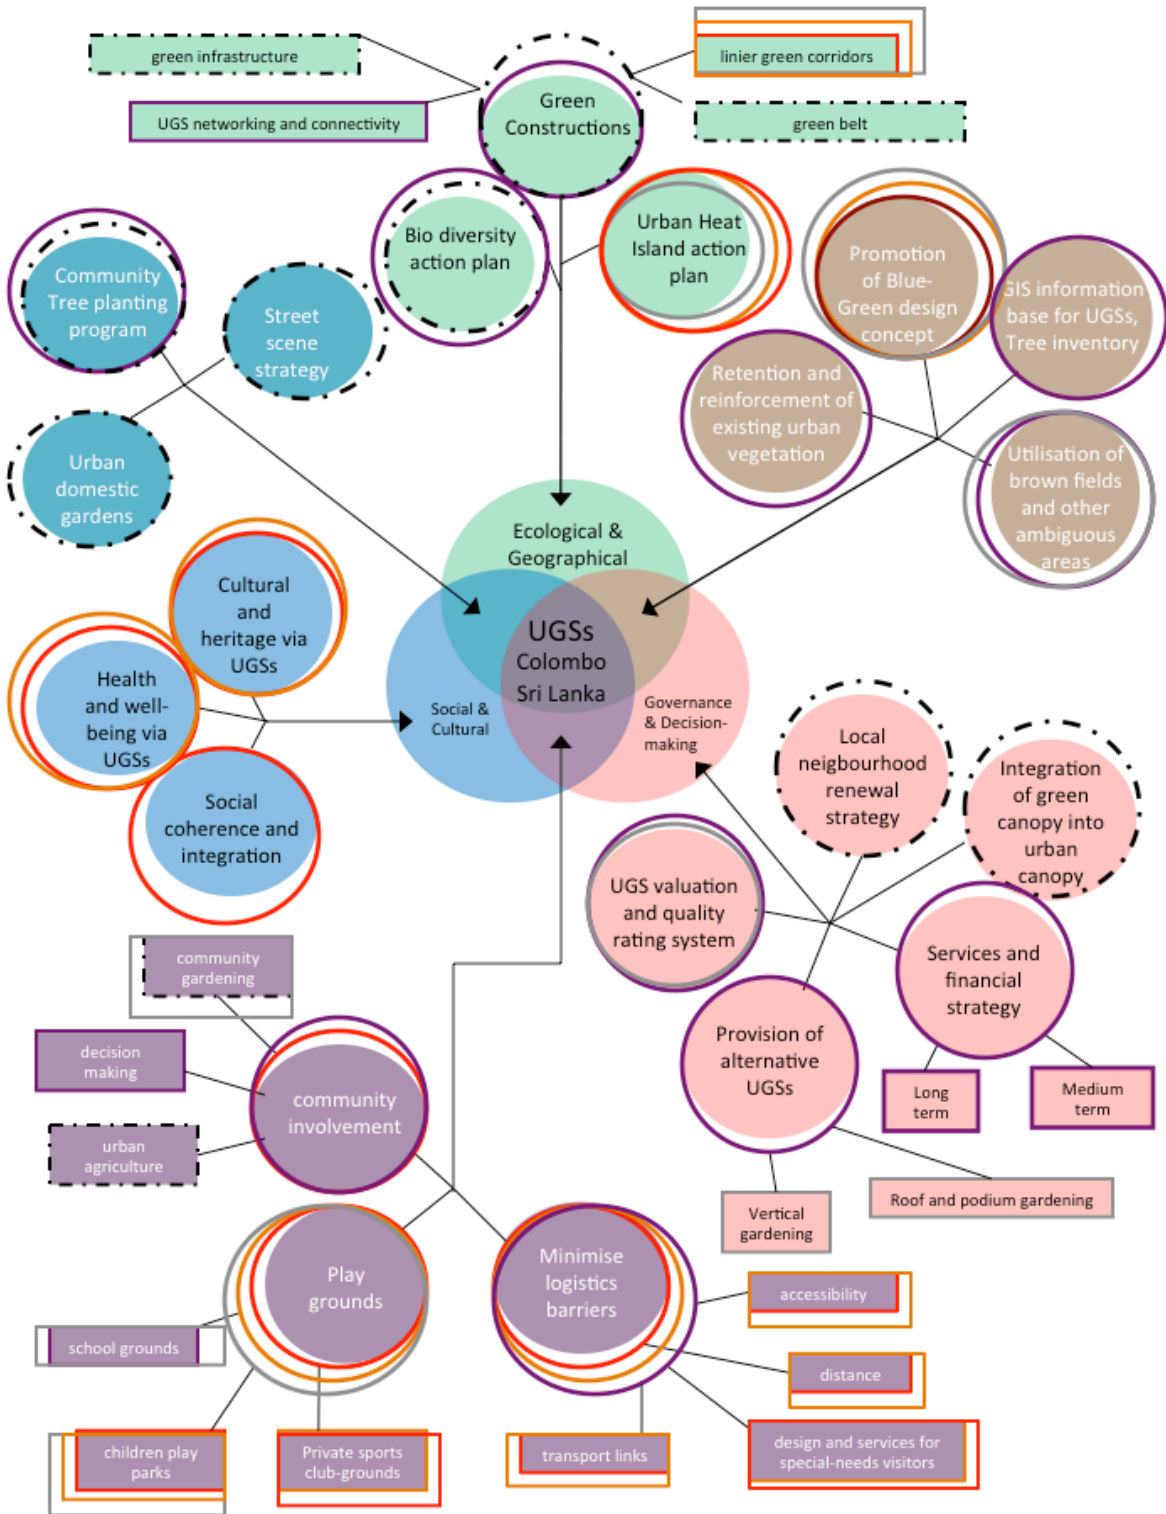 green infrastructure
UGS networking and connectivity
Green
Constructions
linier green corridors
green belt
Bio diversity
action plan
Urban Heat
Island action
plan
Community
Tree planting
program
Street
scene
strategy
Urban
domestic
gardens
Promotion
of Blue-
Green design
concept
GIS information
base for UGSs,
Tree inventory
Retention and
reinforcement of
existing urban
vegetation
Utilisation of
brown fields
and other
ambiguous
areas
Ecological &
Geographical
UGSs
Colombo
Sri Lanka
Social &
Cultural
Governance
& Decision-
making
Cultural
and
heritage via
UGSs
Health
and well-
being via
UGSs
Social
coherence and
integration
Local
neigbourhood
renewal
strategy
Integration
of green
canopy into
urban
canopy
UGS valuation
and quality
rating system
Services and
financial
strategy
Provision of
alternative
UGSs
Long
term
Medium
term
Vertical
gardening
Roof and podium gardening
community
gardening
decision
making
urban
agriculture
community
involvement
Play
grounds
Minimise
logistics
barriers
school grounds
children play
parks
Private sports
club-grounds
accessibility
distance
transport links
design and services for
special-needs visitors